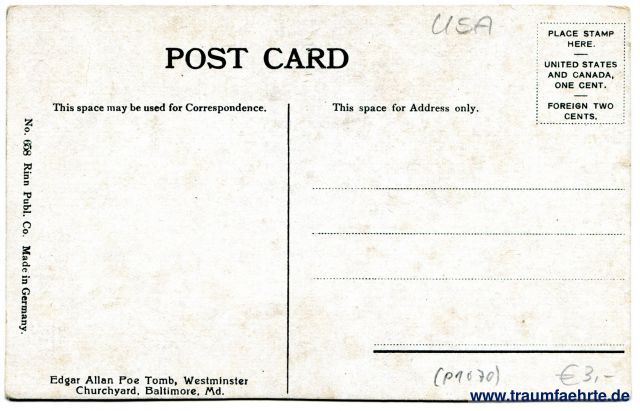 USA
POST CARD
PLACE STAMP
HERE.
UNITED STATES
AND CANADA,
ONE CENT.
FOREIGN TWO
CENTS.
This space may be used for Correspondence.
This space for Address only.
No. 658 Rinn Publ. Co. Made in Germany.
Edgar Allan Poe Tomb, Westminster
Churchyard, Baltimore, Md.
(P1070)
€3,-
www.traumfaehrte.de